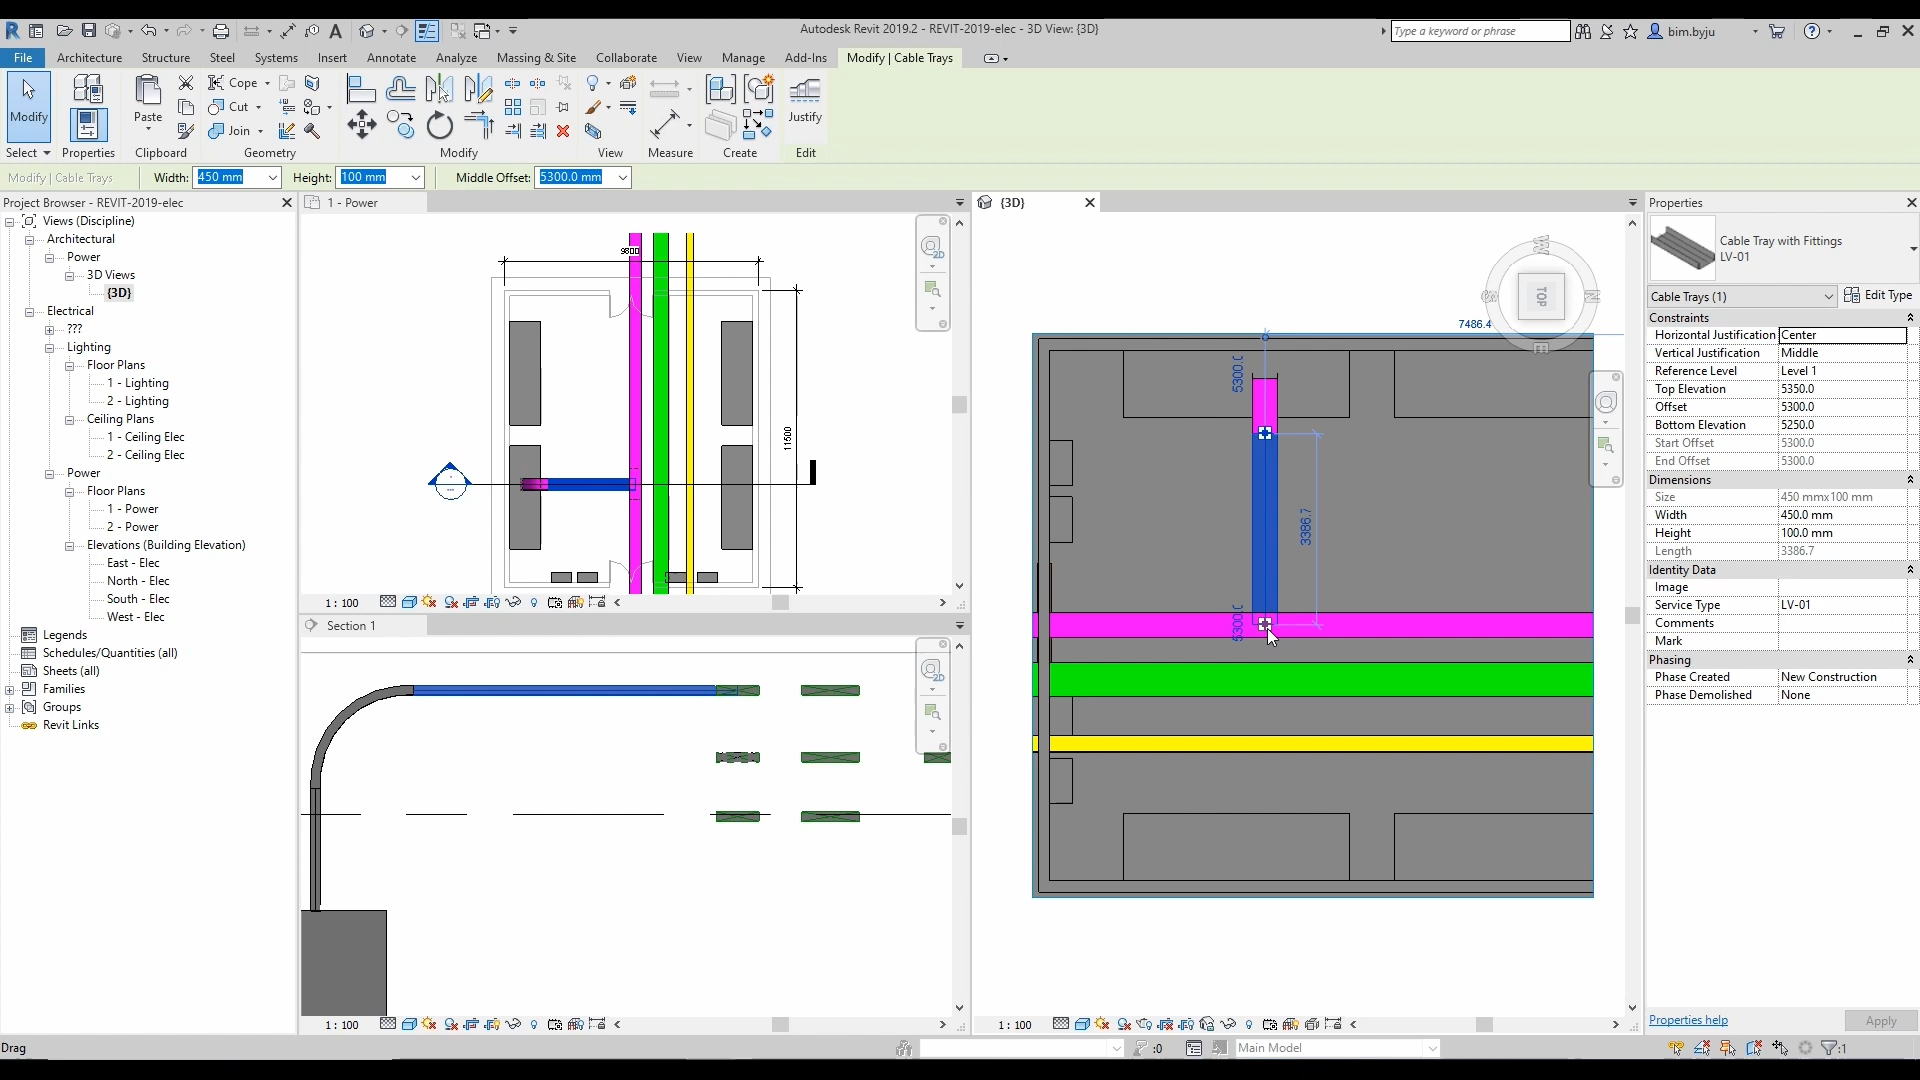 Autodesk Revit 2019.2 - REVIT-2019-elec - 3D View: {3D}
Type a keyword or phrase
bim.byju
File
Architecture
Structure
Steel
Systems
Insert
Annotate
Analyze
Massing & Site
Collaborate
View
Manage
Add-Ins
Modify | Cable Trays
Modify
Paste
Cope
Cut
Join
Justify
Select
Properties
Clipboard
Geometry
Modify
View
Measure
Create
Edit
Modify | Cable Trays
Width: 450 mm
Height: 100 mm
Middle Offset: 5300.0 mm
Project Browser - REVIT-2019-elec
Views (Discipline)
Architectural
Power
3D Views
{3D}
Electrical
???
Lighting
Floor Plans
1 - Lighting
2 - Lighting
Ceiling Plans
1 - Ceiling Elec
2 - Ceiling Elec
Power
Floor Plans
1 - Power
2 - Power
Elevations (Building Elevation)
East - Elec
North - Elec
South - Elec
West - Elec
Legends
Schedules/Quantities (all)
Sheets (all)
Families
Groups
Revit Links
1 - Power
9800
11500
2D
1 : 100
Section 1
2D
1 : 100
{3D}
TOP
W
N
E
7486.4
5300.0
3386.7
1 : 100
Properties
Cable Tray with Fittings
LV-01
Cable Trays (1)
Edit Type
Constraints
Horizontal Justification Center
Vertical Justification Middle
Reference Level Level 1
Top Elevation 5350.0
Offset 5300.0
Bottom Elevation 5250.0
Start Offset 5300.0
End Offset 5300.0
Dimensions
Size 450 mmx100 mm
Width 450.0 mm
Height 100.0 mm
Length 3386.7
Identity Data
Image
Service Type LV-01
Comments
Mark
Phasing
Phase Created New Construction
Phase Demolished None
Properties help
Apply
Drag
:0
Main Model
:1